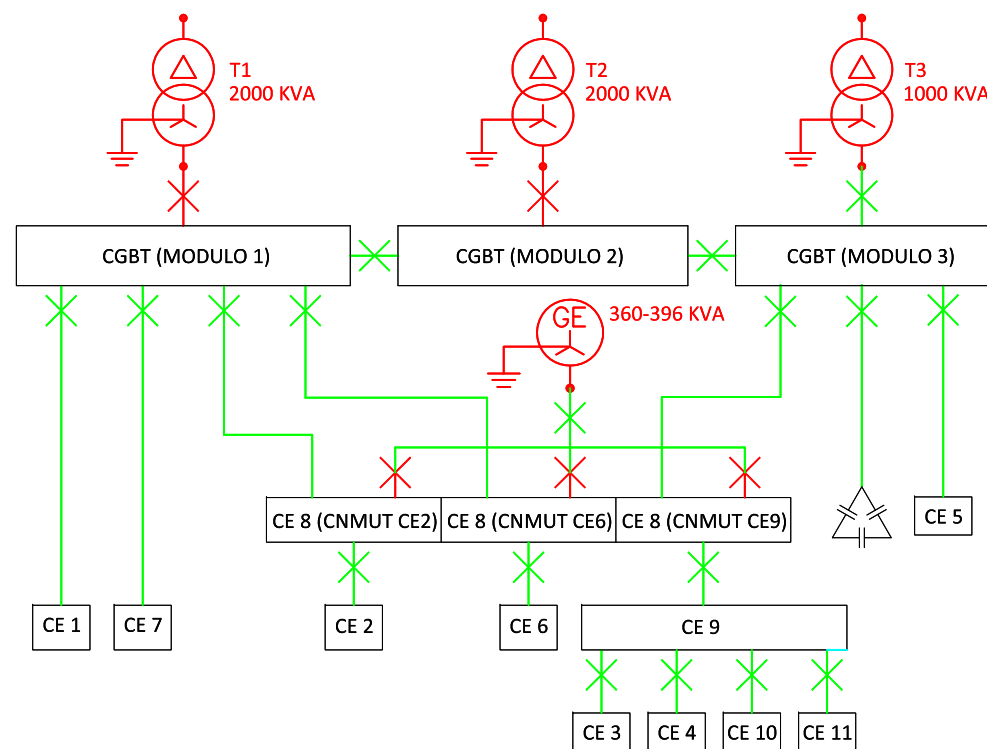 T1
2000 KVA
T2
2000 KVA
T3
1000 KVA
CGBT (MODULO 1)
CGBT (MODULO 2)
CGBT (MODULO 3)
GE
360-396 KVA
CE 8 (CNMUT CE2)
CE 8 (CNMUT CE6)
CE 8 (CNMUT CE9)
CE 5
CE 1
CE 7
CE 2
CE 6
CE 9
CE 3
CE 4
CE 10
CE 11